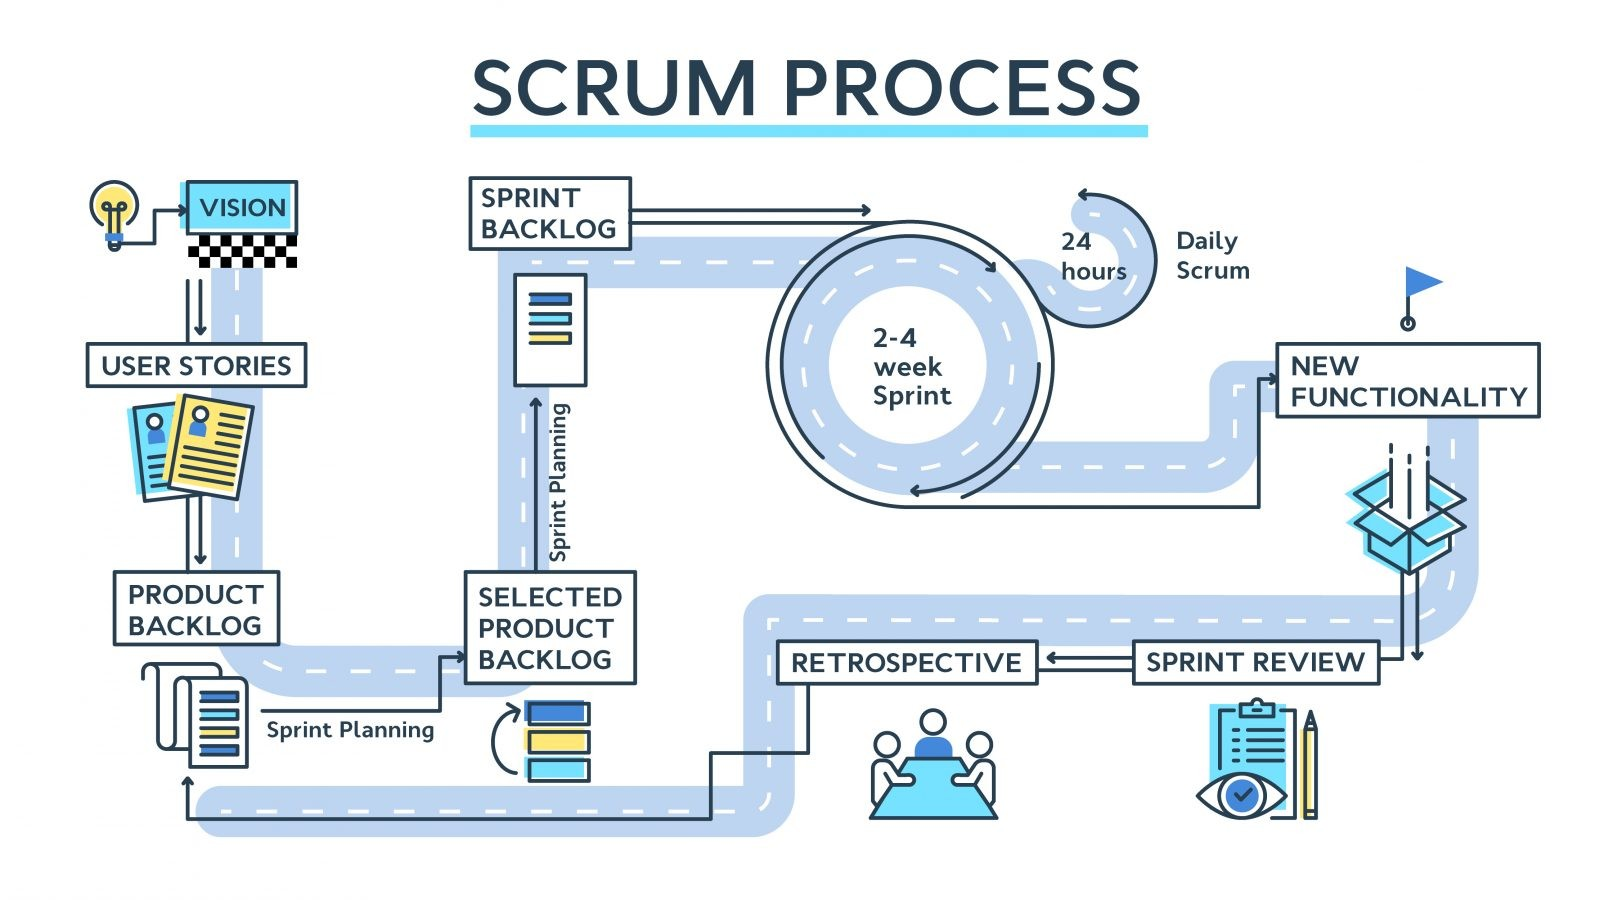 SCRUM PROCESS
VISION
USER STORIES
PRODUCT
BACKLOG
Sprint Planning
SELECTED
PRODUCT
BACKLOG
Sprint Planning
SPRINT
BACKLOG
2-4
week
Sprint
24
hours
Daily
Scrum
NEW
FUNCTIONALITY
SPRINT REVIEW
RETROSPECTIVE